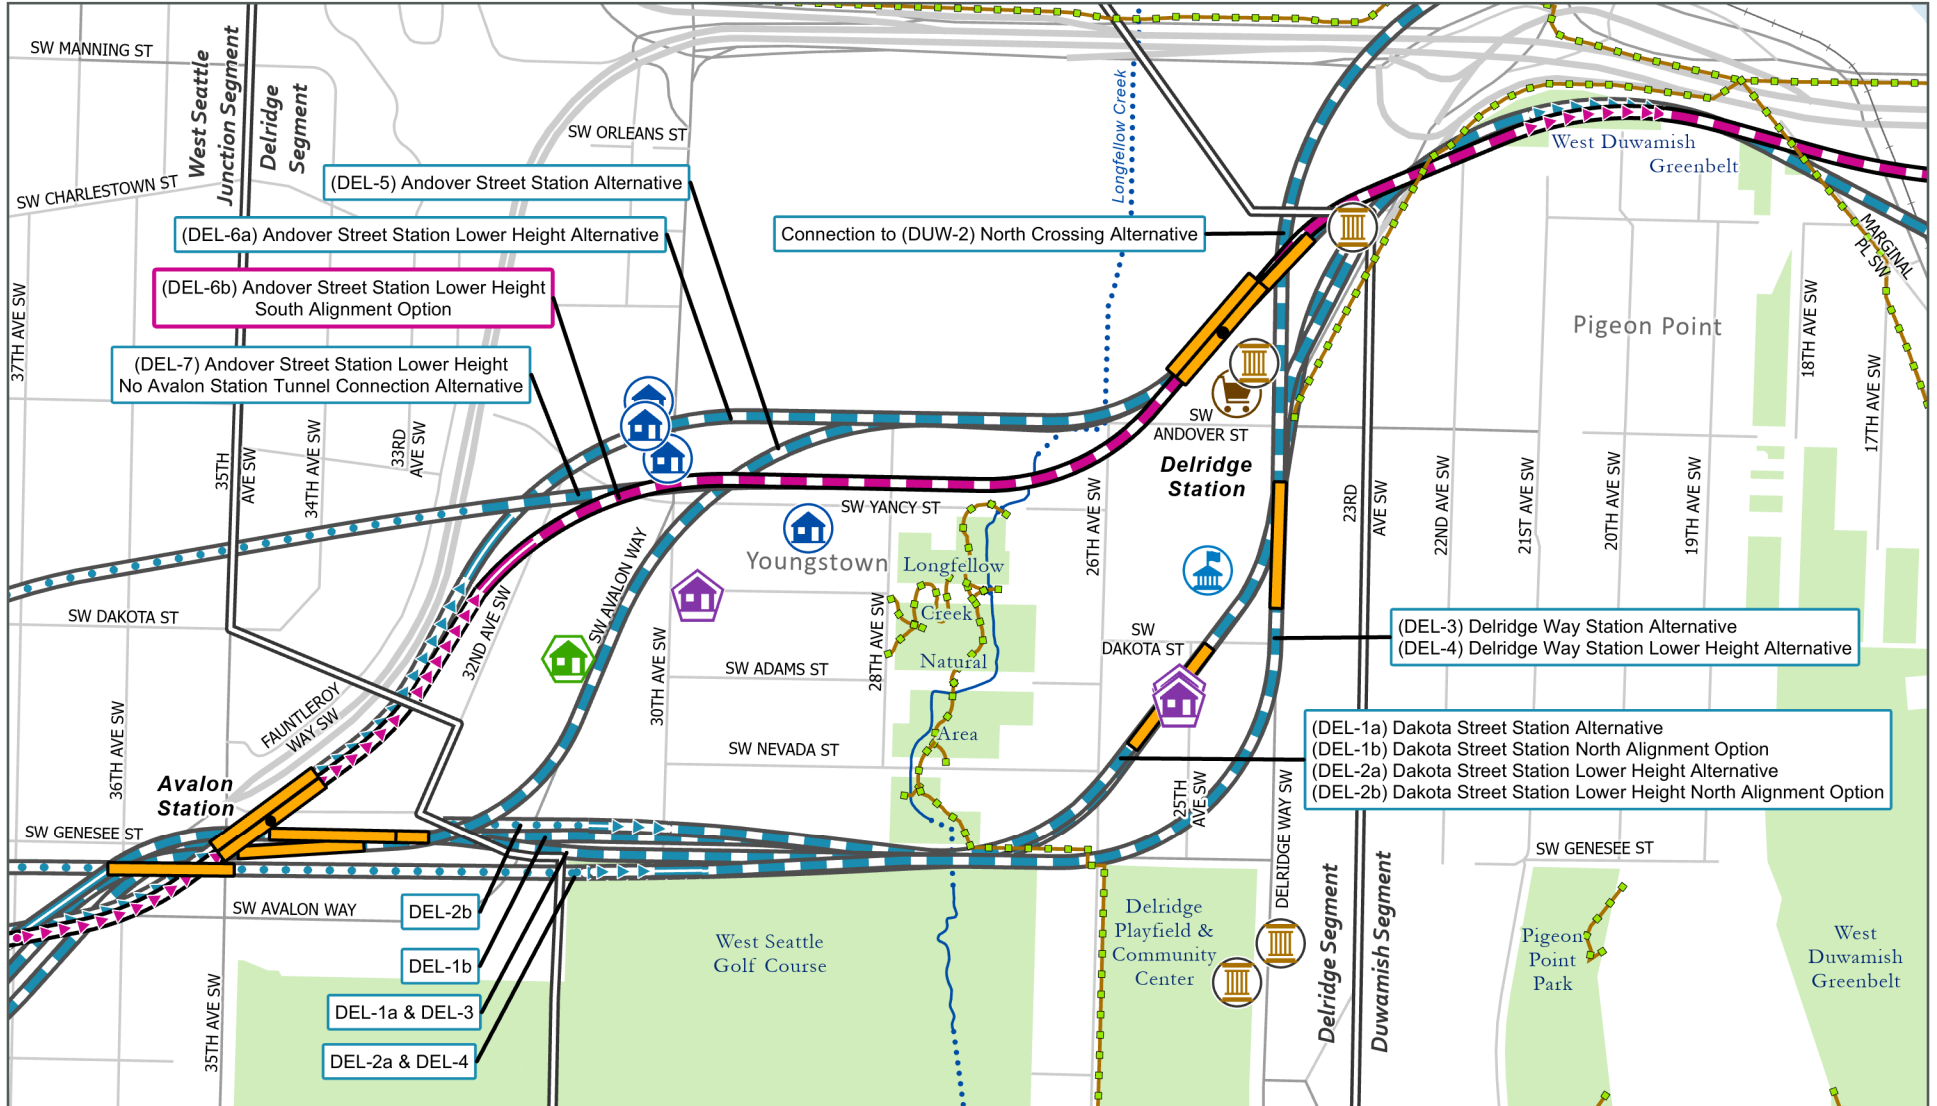 SW MANNING ST
West Seattle
Junction Segment
Delridge
Segment
SW ORLEANS ST
Longfellow Creek
SW CHARLESTOWN ST
(DEL-5) Andover Street Station Alternative
(DEL-6a) Andover Street Station Lower Height Alternative
Connection to (DUW-2) North Crossing Alternative
West Duwamish
Greenbelt
MARGINAL
PL SW
(DEL-6b) Andover Street Station Lower Height
South Alignment Option
(DEL-7) Andover Street Station Lower Height
No Avalon Station Tunnel Connection Alternative
37TH AVE SW
Pigeon Point
18TH AVE SW
17TH AVE SW
35TH
AVE SW
34TH AVE SW
33RD
AVE SW
SW
ANDOVER ST
Delridge
Station
SW YANCY ST
26TH AVE SW
23RD
AVE SW
22ND AVE SW
21ST AVE SW
20TH AVE SW
19TH AVE SW
Youngstown
Longfellow
Creek
Natural
Area
SW DAKOTA ST
32ND AVE SW
SW AVALON WAY
30TH AVE SW
28TH AVE SW
SW ADAMS ST
SW NEVADA ST
SW
DAKOTA ST
(DEL-3) Delridge Way Station Alternative
(DEL-4) Delridge Way Station Lower Height Alternative
(DEL-1a) Dakota Street Station Alternative
(DEL-1b) Dakota Street Station North Alignment Option
(DEL-2a) Dakota Street Station Lower Height Alternative
(DEL-2b) Dakota Street Station Lower Height North Alignment Option
36TH AVE SW
FAUNTLEROY
WAY SW
Avalon
Station
25TH
AVE SW
DELRIDGE WAY SW
SW GENESEE ST
SW GENESEE ST
SW AVALON WAY
DEL-2b
DEL-1b
DEL-1a & DEL-3
DEL-2a & DEL-4
35TH AVE SW
West Seattle
Golf Course
Delridge
Playfield &
Community
Center
Delridge Segment
Duwamish Segment
Pigeon
Point
Park
West
Duwamish
Greenbelt